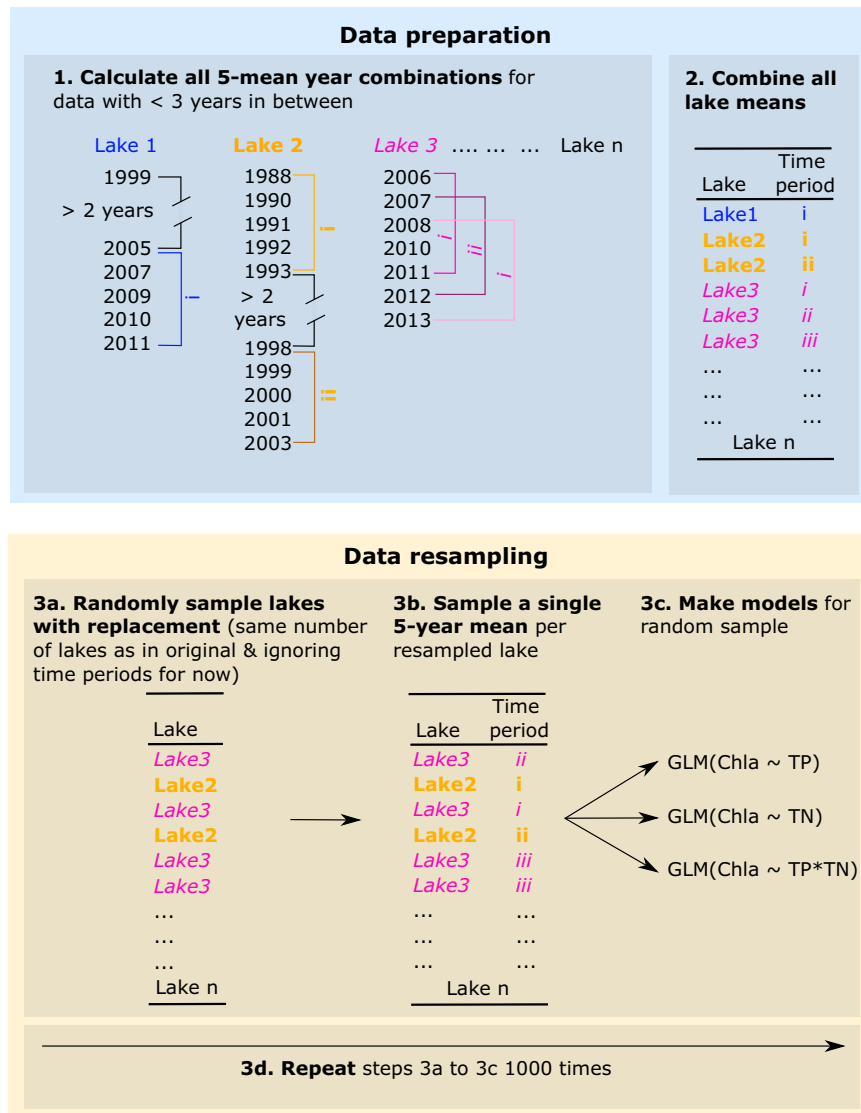 Data preparation
1. Calculate all 5-mean year combinations for
data with < 3 years in between
Lake 1
1999
> 2 years
2005
2007
2009
2010
2011
i
Lake 2
1988
1990
1991
1992
1993
i
> 2
years
1998
1999
2000
2001
2003
ii
Lake 3
2006
2007
2008
2010
2011
2012
2013
i
ii
i
.... ... ...
Lake n
2. Combine all
lake means
Time
Lake period
Lake1 i
Lake2 i
Lake2 ii
Lake3 i
Lake3 ii
Lake3 iii
... ...
... ...
... ...
Lake n
Data resampling
3a. Randomly sample lakes
with replacement (same number
of lakes as in original & ignoring
time periods for now)
Lake
Lake3
Lake2
Lake3
Lake2
Lake3
Lake3
...
...
...
Lake n
3b. Sample a single
5-year mean per
resampled lake
Time
Lake period
Lake3 ii
Lake2 i
Lake3 i
Lake2 ii
Lake3 iii
Lake3 iii
... ...
... ...
... ...
Lake n
3c. Make models for
random sample
GLM(Chla ~ TP)
GLM(Chla ~ TN)
GLM(Chla ~ TP*TN)
3d. Repeat steps 3a to 3c 1000 times